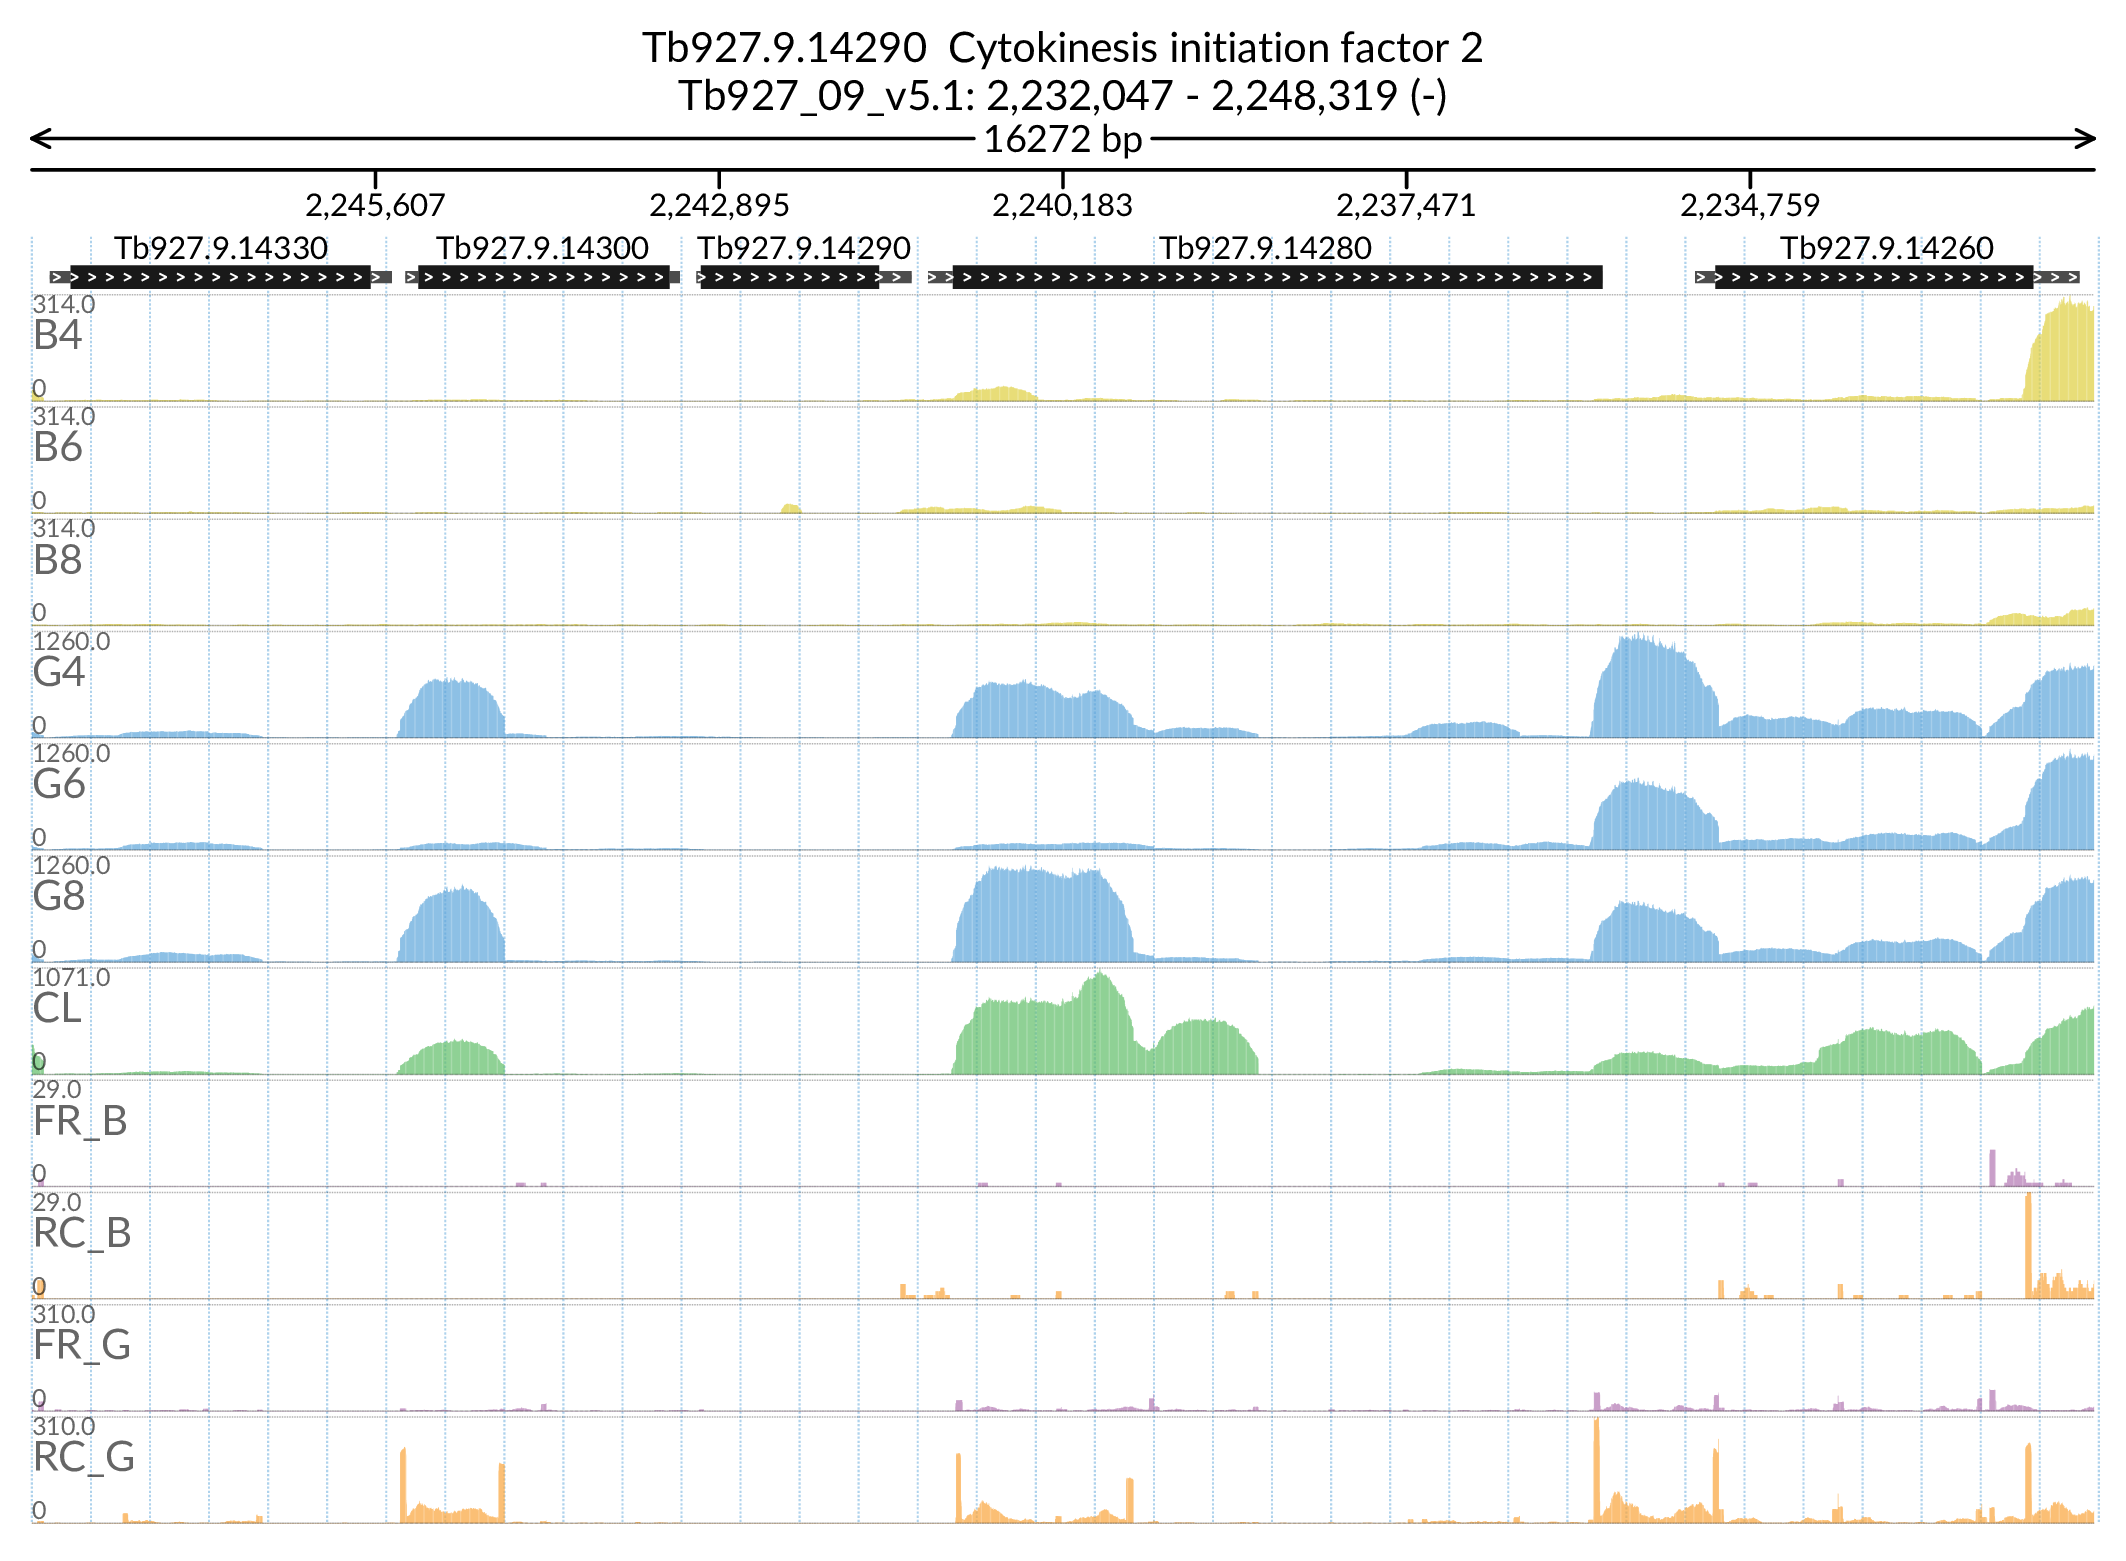 Tb927.9.14290 Cytokinesis initiation factor 2
Tb927_09_v5.1: 2,232,047 - 2,248,319 (-)
16272 bp
2,245,607 2,242,895 2,240,183 2,237,471 2,234,759
Tb927.9.14330 Tb927.9.14300 Tb927.9.14290 Tb927.9.14280 Tb927.9.14260
314.0
B4
0
314.0
B6
0
314.0
B8
0
1260.0
G4
0
1260.0
G6
0
1260.0
G8
0
1071.0
CL
0
29.0
FR_B
0
29.0
RC_B
0
310.0
FR_G
0
310.0
RC_G
0